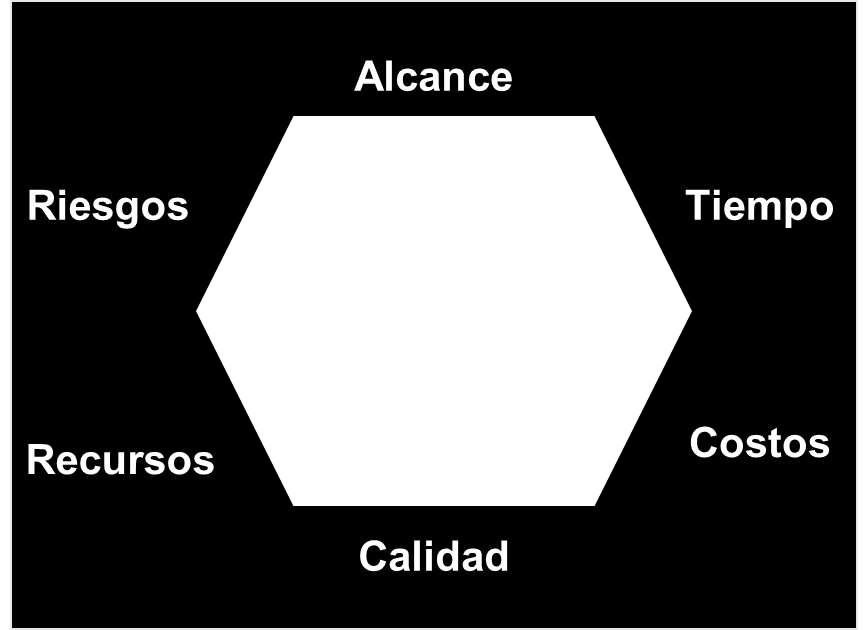 Alcance
Riesgos
Tiempo
Recursos
Costos
Calidad